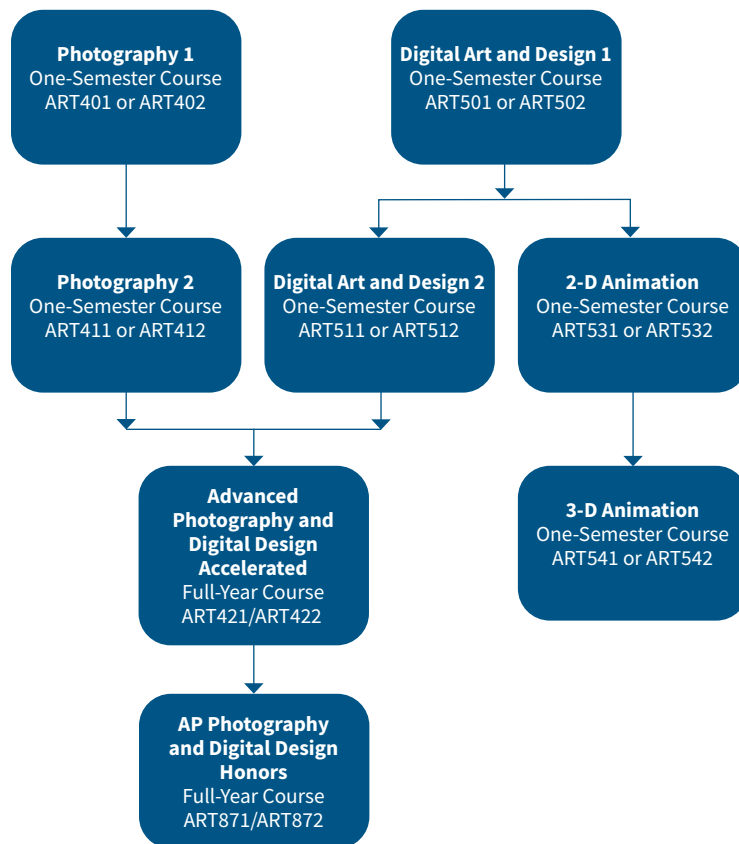 Photography 1
One-Semester Course
ART401 or ART402
Digital Art and Design 1
One-Semester Course
ART501 or ART502
Photography 2
One-Semester Course
ART411 or ART412
Digital Art and Design 2
One-Semester Course
ART511 or ART512
2-D Animation
One-Semester Course
ART531 or ART532
Advanced
Photography and
Digital Design
Accelerated
Full-Year Course
ART421/ART422
3-D Animation
One-Semester Course
ART541 or ART542
AP Photography
and Digital Design
Honors
Full-Year Course
ART871/ART872